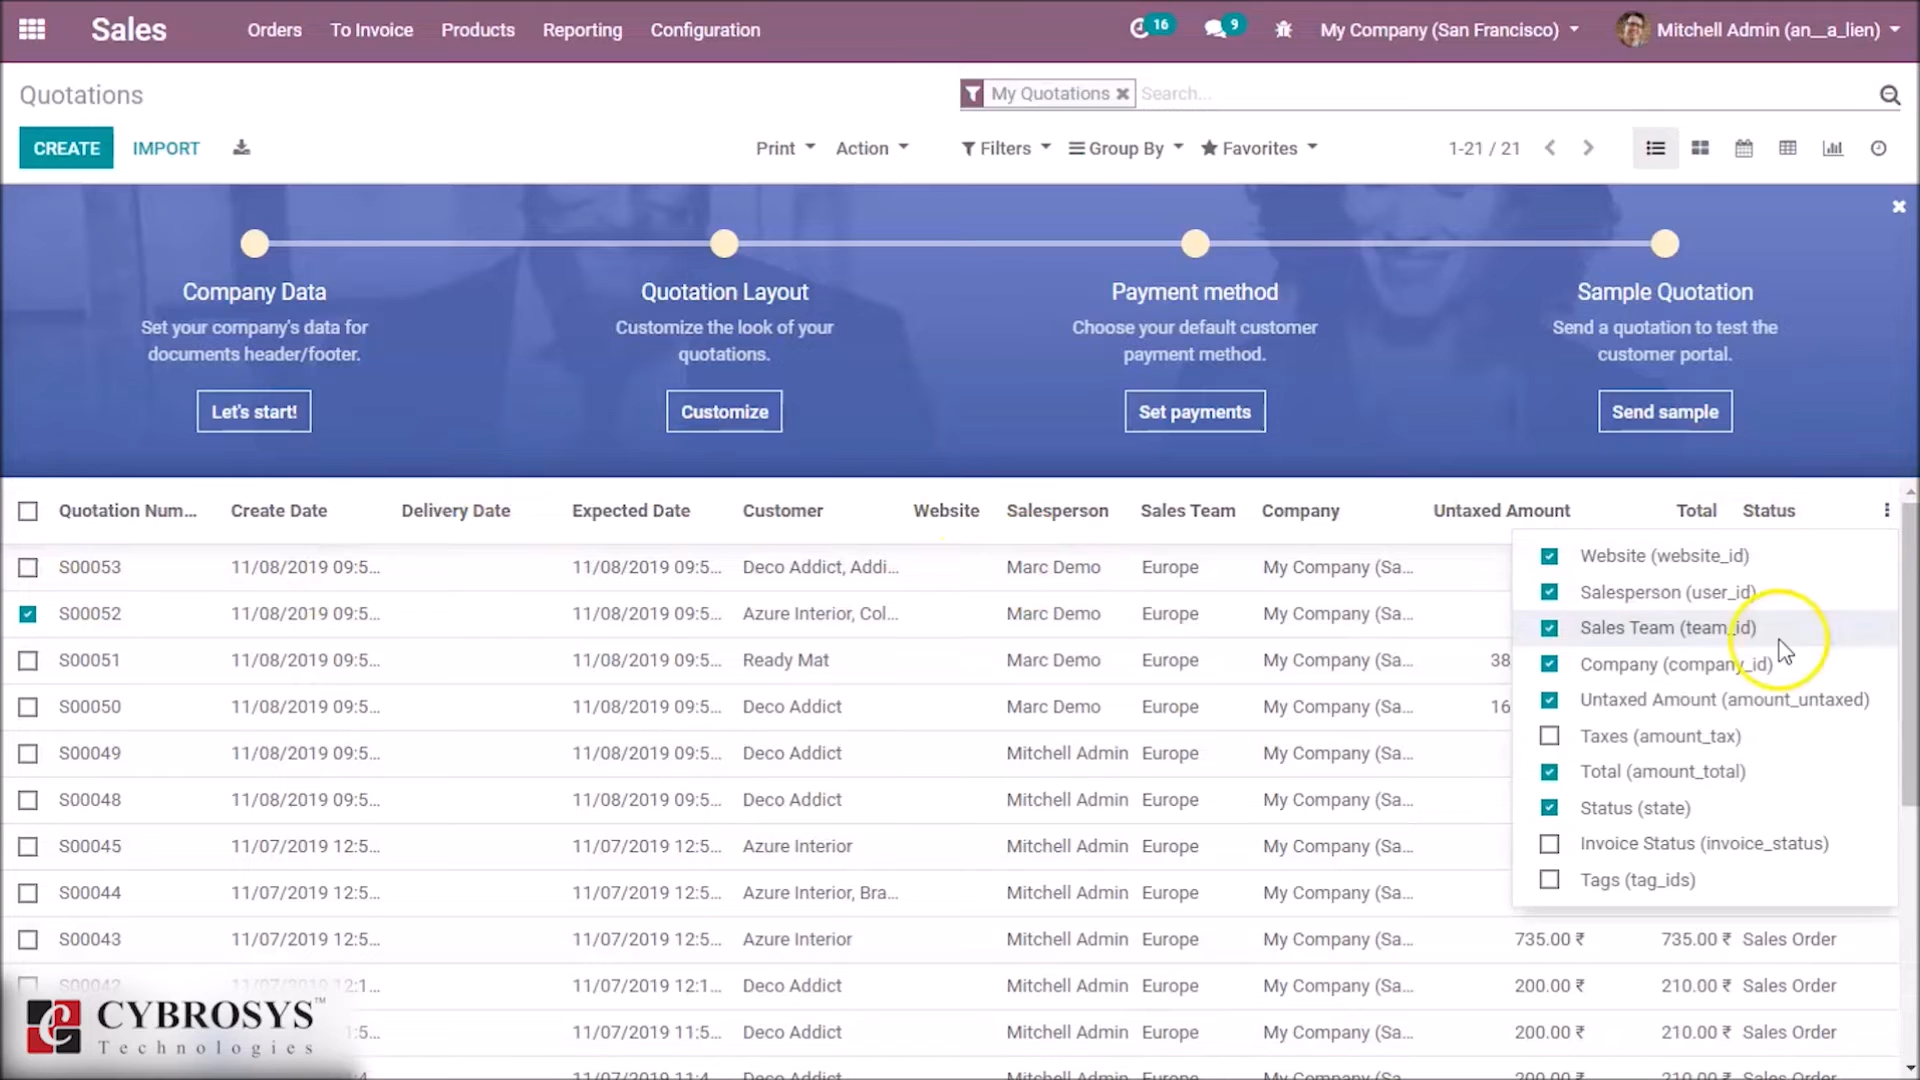 Sales Orders To Invoice Products Reporting Configuration 16 9 My Company (San Francisco) Mitchell Admin (an__a_lien)
Quotations My Quotations Search...
CREATE IMPORT Print Action Filters Group By Favorites 1-21 / 21
Company Data Quotation Layout Payment method Sample Quotation
Set your company's data for Customize the look of your Choose your default customer Send a quotation to test the
documents header/footer. quotations. payment method. customer portal.
Let's start! Customize Set payments Send sample
Quotation Num... Create Date Delivery Date Expected Date Customer Website Salesperson Sales Team Company Untaxed Amount Total Status
S00053 11/08/2019 09:5... 11/08/2019 09:5... Deco Addict, Addi... Marc Demo Europe My Company (Sa...
S00052 11/08/2019 09:5... 11/08/2019 09:5... Azure Interior, Col... Marc Demo Europe My Company (Sa...
S00051 11/08/2019 09:5... 11/08/2019 09:5... Ready Mat Marc Demo Europe My Company (Sa... 38
S00050 11/08/2019 09:5... 11/08/2019 09:5... Deco Addict Marc Demo Europe My Company (Sa... 16
S00049 11/08/2019 09:5... 11/08/2019 09:5... Deco Addict Mitchell Admin Europe My Company (Sa...
S00048 11/08/2019 09:5... 11/08/2019 09:5... Deco Addict Mitchell Admin Europe My Company (Sa...
S00045 11/07/2019 12:5... 11/07/2019 12:5... Azure Interior Mitchell Admin Europe My Company (Sa...
S00044 11/07/2019 12:5... 11/07/2019 12:5... Azure Interior, Bra... Mitchell Admin Europe My Company (Sa...
S00043 11/07/2019 12:5... 11/07/2019 12:5... Azure Interior Mitchell Admin Europe My Company (Sa... 735.00 ₹ 735.00 ₹ Sales Order
S00042 12:1... 11/07/2019 12:1... Deco Addict Mitchell Admin Europe My Company (Sa... 200.00 ₹ 210.00 ₹ Sales Order
11/07/2019 11:5... Deco Addict Mitchell Admin Europe My Company (Sa... 200.00 ₹ 210.00 ₹ Sales Order
Website (website_id)
Salesperson (user_id)
Sales Team (team_id)
Company (company_id)
Untaxed Amount (amount_untaxed)
Taxes (amount_tax)
Total (amount_total)
Status (state)
Invoice Status (invoice_status)
Tags (tag_ids)
CYBROSYS™
Technologies